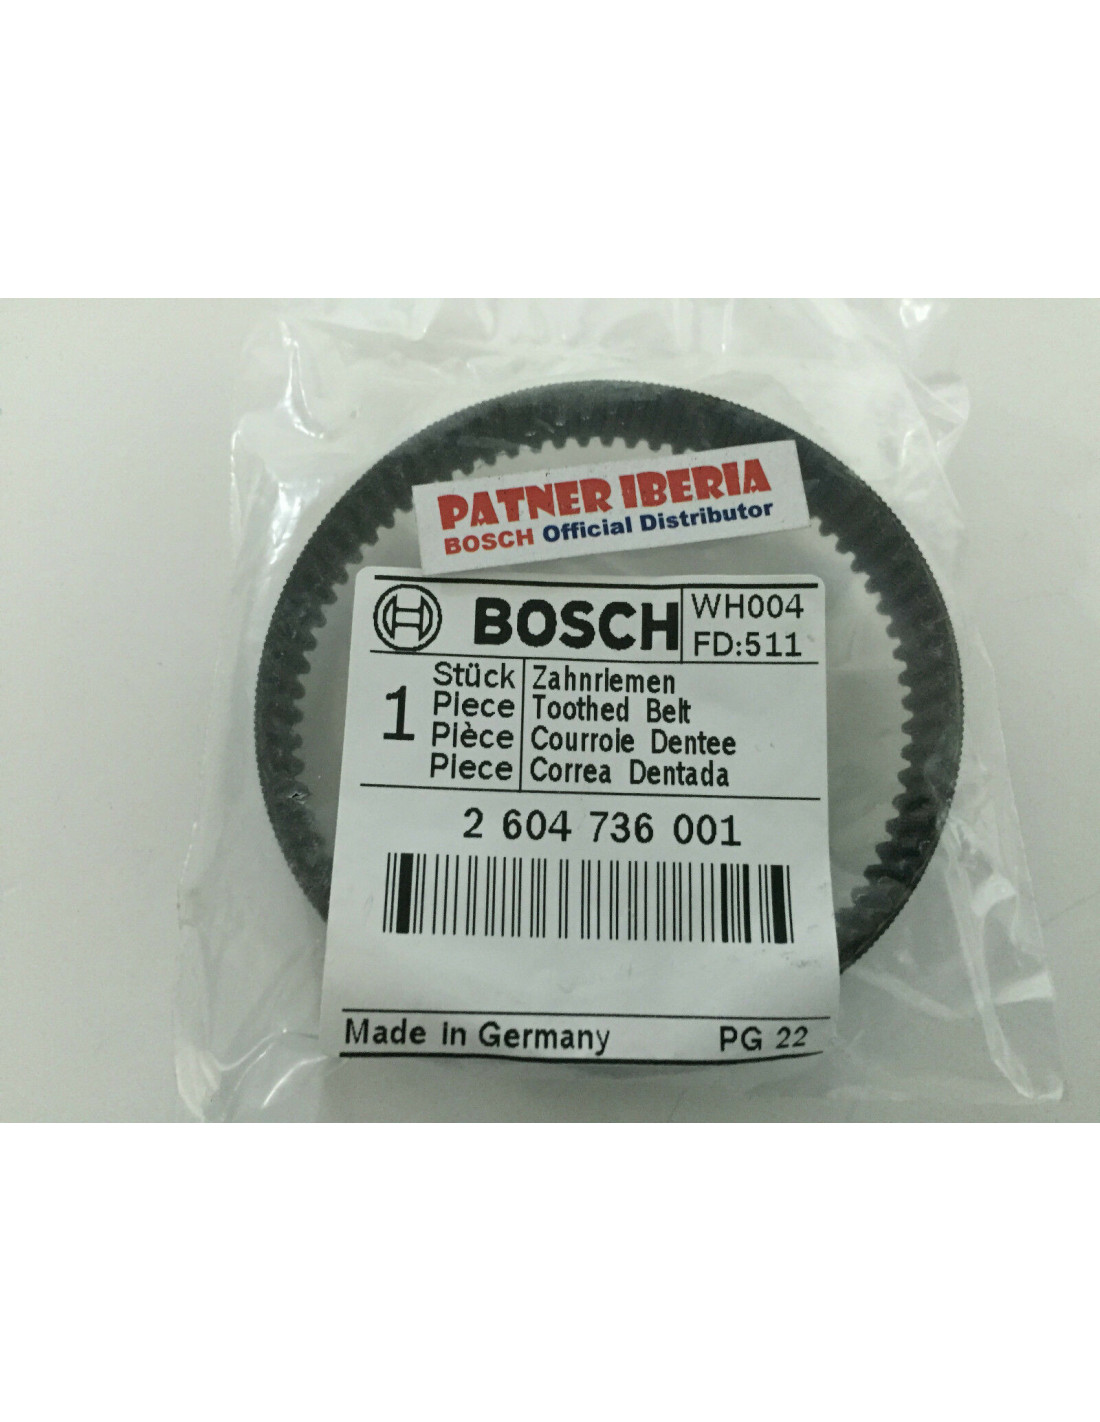 PATNER IBERIA
BOSCH Official Distributor
BOSCH
WH004
FD:511
1
Stück
Piece
Pièce
Piece
Zahnriemen
Toothed Belt
Courroie Dentee
Correa Dentada
2 604 736 001
Made in Germany
PG 22